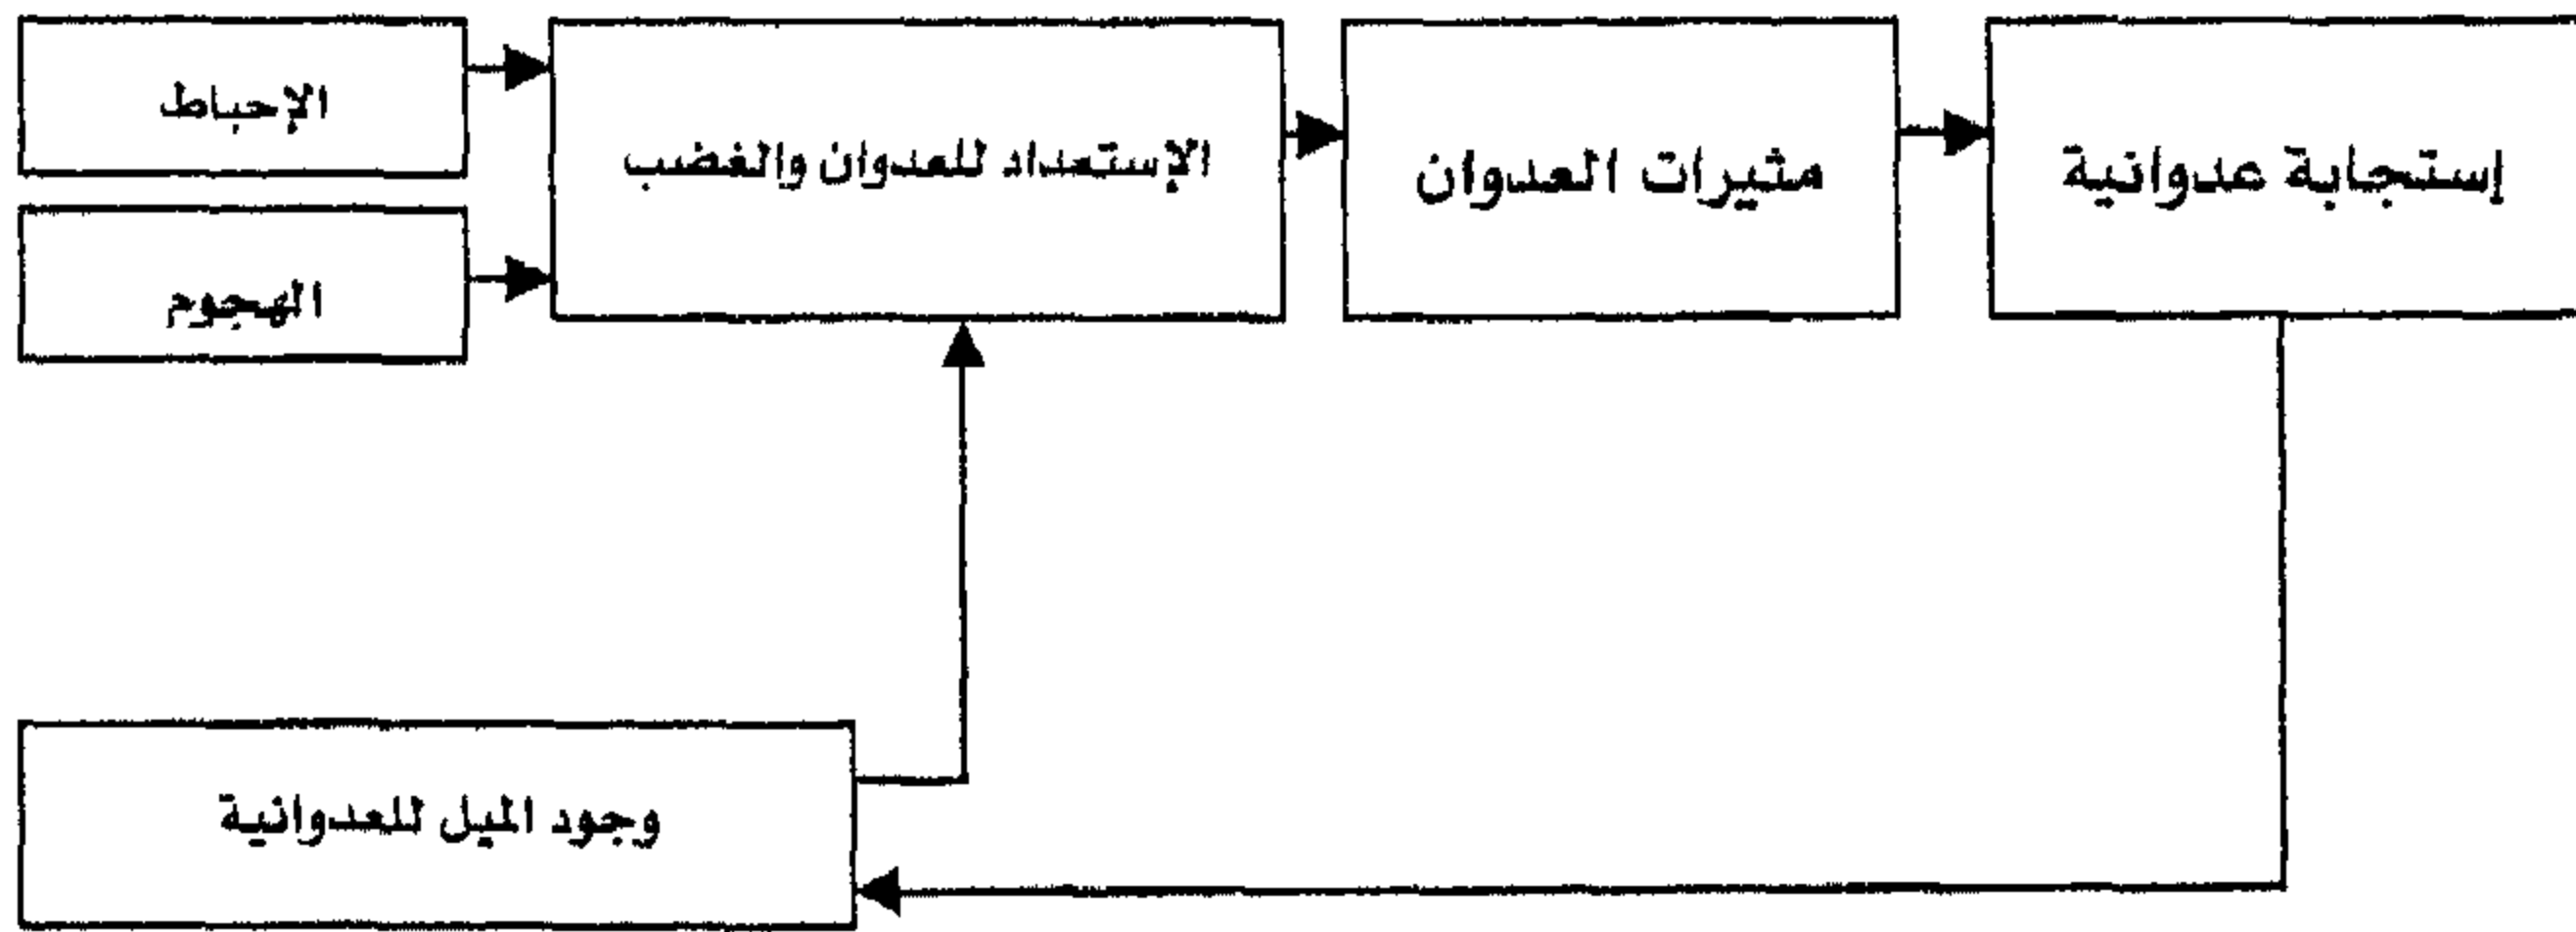 الإحباط
الهجوم
الإستعداد للعدوان والغضب
مثيرات العدوان
إستجابة عدوانية
وجود الميل للعدوانية